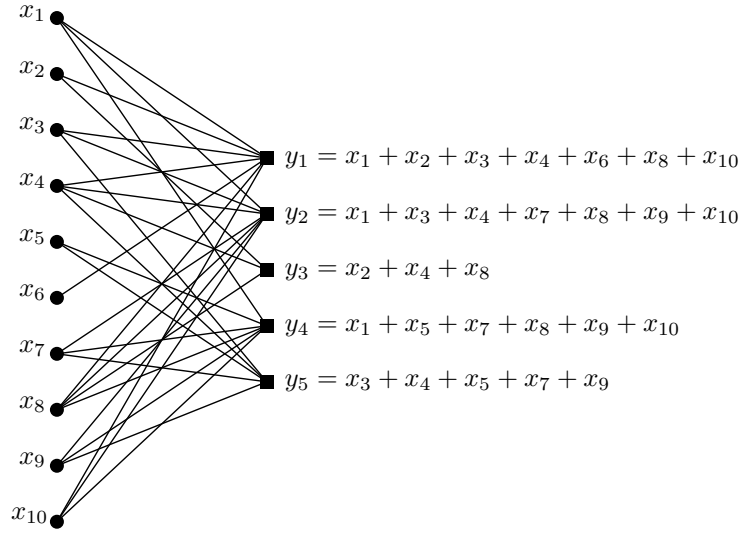 x₁
x₂
x₃
x₄
x₅
x₆
x₇
x₈
x₉
x₁₀
y₁ = x₁ + x₂ + x₃ + x₄ + x₆ + x₈ + x₁₀
y₂ = x₁ + x₃ + x₄ + x₇ + x₈ + x₉ + x₁₀
y₃ = x₂ + x₄ + x₈
y₄ = x₁ + x₅ + x₇ + x₈ + x₉ + x₁₀
y₅ = x₃ + x₄ + x₅ + x₇ + x₉